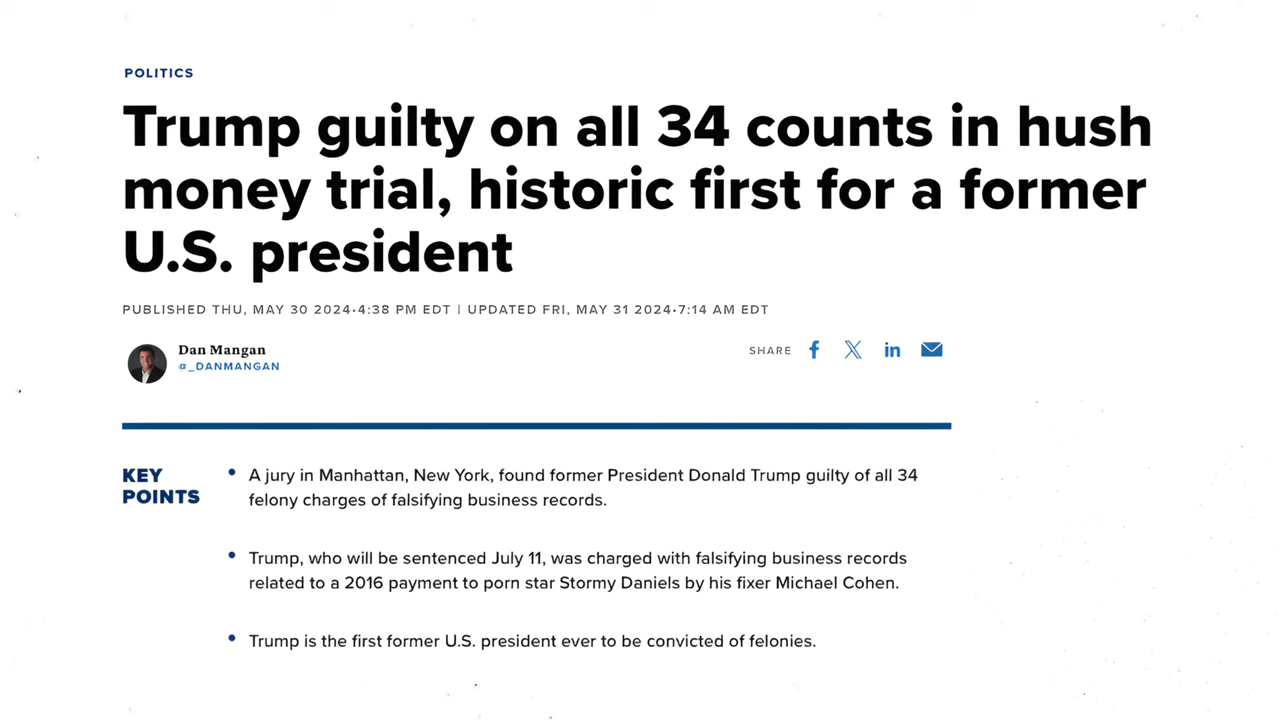 POLITICS
Trump guilty on all 34 counts in hush
money trial, historic first for a former
U.S. president
PUBLISHED THU, MAY 30 2024•4:38 PM EDT | UPDATED FRI, MAY 31 2024•7:14 AM EDT
Dan Mangan
@_DANMANGAN
SHARE
KEY
POINTS
• A jury in Manhattan, New York, found former President Donald Trump guilty of all 34
felony charges of falsifying business records.
• Trump, who will be sentenced July 11, was charged with falsifying business records
related to a 2016 payment to porn star Stormy Daniels by his fixer Michael Cohen.
• Trump is the first former U.S. president ever to be convicted of felonies.